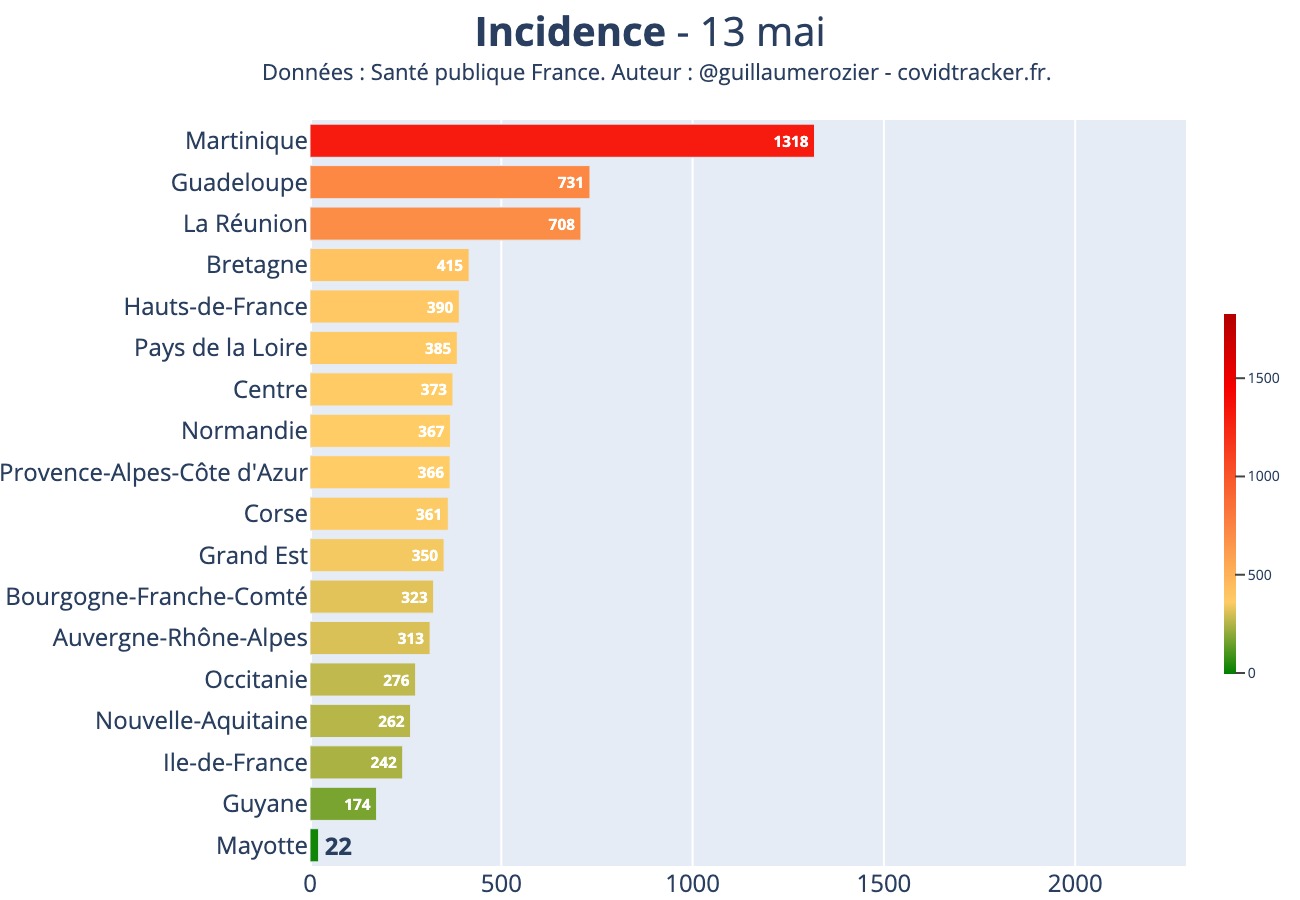 Incidence - 13 mai
Données : Santé publique France. Auteur : @guillaumerozier - covidtracker.fr.
Martinique 1318
Guadeloupe 731
La Réunion 708
Bretagne 415
Hauts-de-France 390
Pays de la Loire 385
Centre 373
Normandie 367
Provence-Alpes-Côte d'Azur 366
Corse 361
Grand Est 350
Bourgogne-Franche-Comté 323
Auvergne-Rhône-Alpes 313
Occitanie 276
Nouvelle-Aquitaine 262
Ile-de-France 242
Guyane 174
Mayotte 22
0 500 1000 1500 2000
1500
1000
500
0